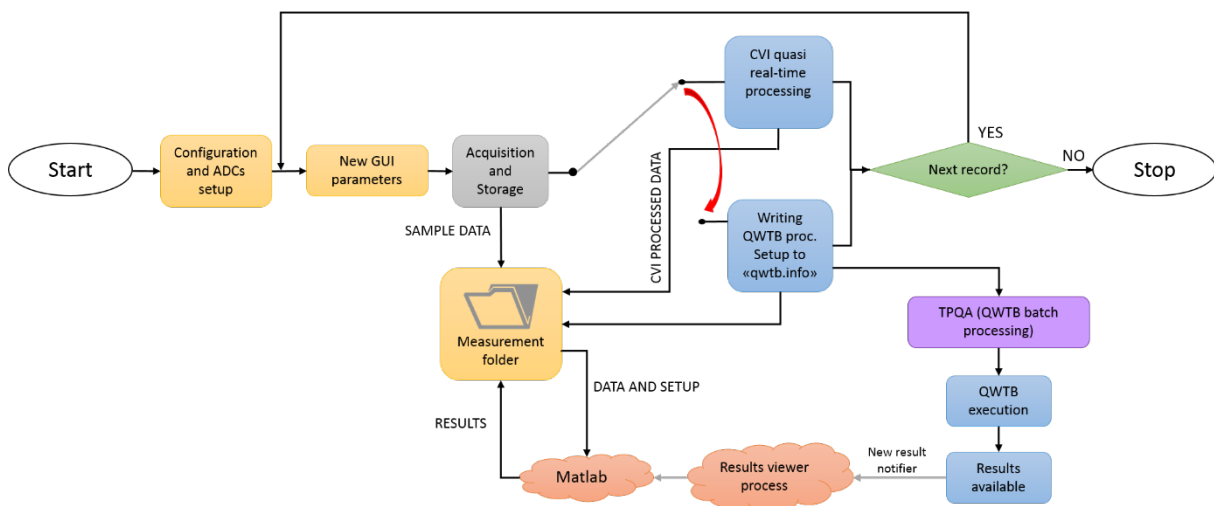 Start
Configuration
and ADCs
setup
New GUI
parameters
Acquisition
and
Storage
SAMPLE DATA
CVI quasi
real-time
processing
CVI PROCESSED DATA
Writing
QWTB proc.
Setup to
«qwtb.info»
YES
Next record?
NO
Stop
Measurement
folder
DATA AND SETUP
RESULTS
TPQA (QWTB batch
processing)
QWTB
execution
Results
available
New result
notifier
Results viewer
process
Matlab